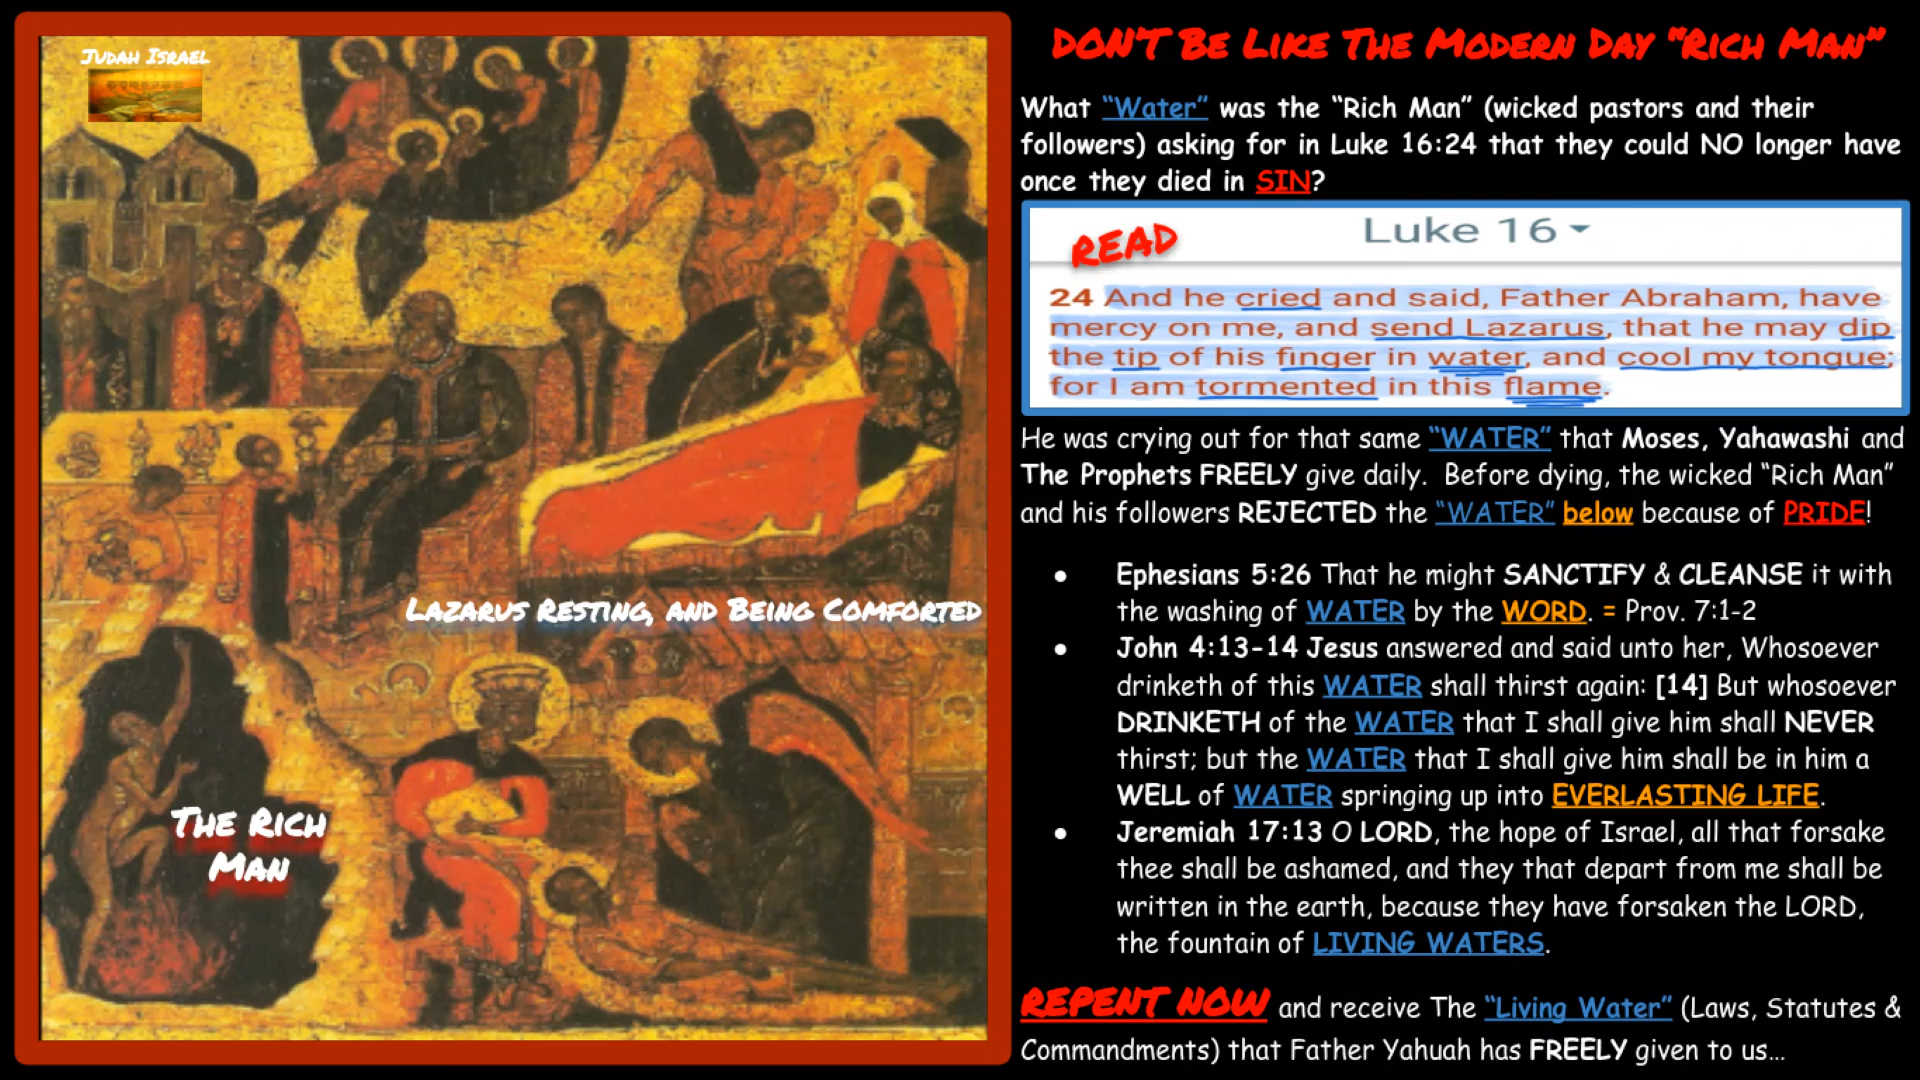 Judah Israel
Lazarus Resting, and Being Comforted
The Rich
Man
DON'T Be Like The Modern Day "Rich Man"
What "Water" was the "Rich Man" (wicked pastors and their
followers) asking for in Luke 16:24 that they could NO longer have
once they died in SIN?
READ
Luke 16
24 And he cried and said, Father Abraham, have
mercy on me, and send Lazarus, that he may dip
the tip of his finger in water, and cool my tongue;
for I am tormented in this flame.
He was crying out for that same "WATER" that Moses, Yahawashi and
The Prophets FREELY give daily. Before dying, the wicked "Rich Man"
and his followers REJECTED the "WATER" below because of PRIDE!
● Ephesians 5:26 That he might SANCTIFY & CLEANSE it with
the washing of WATER by the WORD. = Prov. 7:1-2
● John 4:13-14 Jesus answered and said unto her, Whosoever
drinketh of this WATER shall thirst again: [14] But whosoever
DRINKETH of the WATER that I shall give him shall NEVER
thirst; but the WATER that I shall give him shall be in him a
WELL of WATER springing up into EVERLASTING LIFE.
● Jeremiah 17:13 O LORD, the hope of Israel, all that forsake
thee shall be ashamed, and they that depart from me shall be
written in the earth, because they have forsaken the LORD,
the fountain of LIVING WATERS.
REPENT NOW and receive The "Living Water" (Laws, Statutes &
Commandments) that Father Yahuah has FREELY given to us...